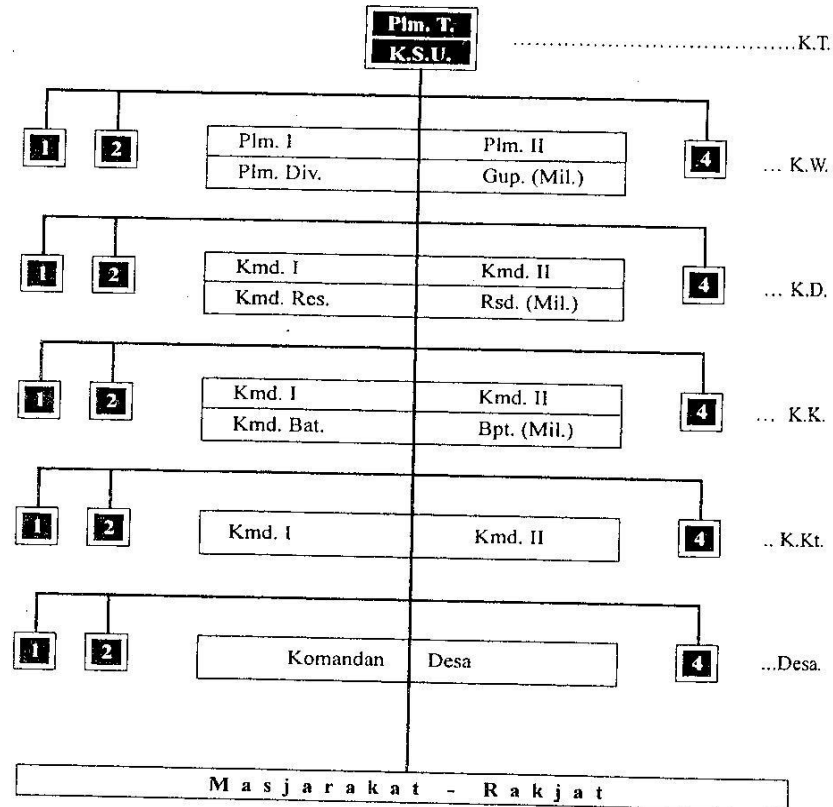 Plm. T.
K.S.U. ....................................K.T.
1 2 Plm. I Plm. II 4
Plm. Div. Gup. (Mil.) ... K.W.
1 2 Kmd. I Kmd. II 4
Kmd. Res. Rsd. (Mil.) ... K.D.
1 2 Kmd. I Kmd. II 4
Kmd. Bat. Bpt. (Mil.) ... K.K.
1 2 Kmd. I Kmd. II 4 .. K.Kt.
1 2 Komandan Desa 4 ...Desa.
Masjarakat - Rakjat